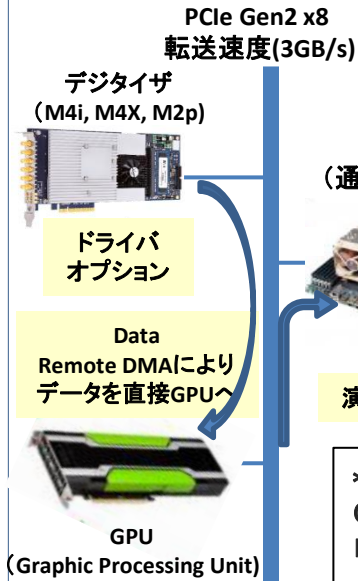 PCIe Gen2 x8
転送速度(3GB/s)
デジタイザ
(M4i, M4X, M2p)
(通
ドライバ
オプション
Data
Remote DMAにより
データを直接GPUへ
演
*
GPU
(Graphic Processing Unit)